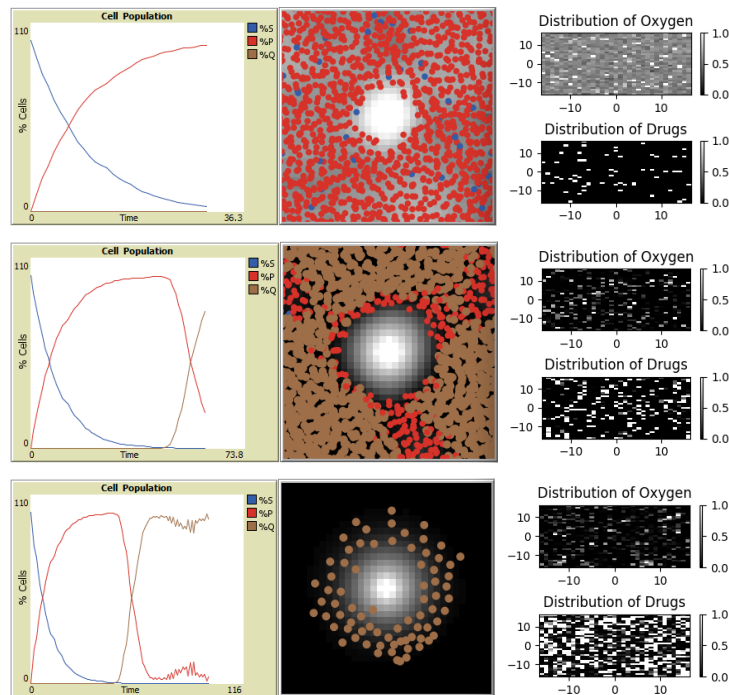 Cell Population
110
%S
%P
%Q
% Cells
0
0 Time 36.3
Distribution of Oxygen
10
0
−10
−10 0 10
1.0
0.5
0.0
Distribution of Drugs
10
0
−10
−10 0 10
1.0
0.5
0.0
Cell Population
110
%S
%P
%Q
% Cells
0
0 Time 73.8
Distribution of Oxygen
10
0
−10
−10 0 10
1.0
0.5
0.0
Distribution of Drugs
10
0
−10
−10 0 10
1.0
0.5
0.0
Cell Population
110
%S
%P
%Q
% Cells
0
0 Time 116
Distribution of Oxygen
10
0
−10
−10 0 10
1.0
0.5
0.0
Distribution of Drugs
10
0
−10
−10 0 10
1.0
0.5
0.0